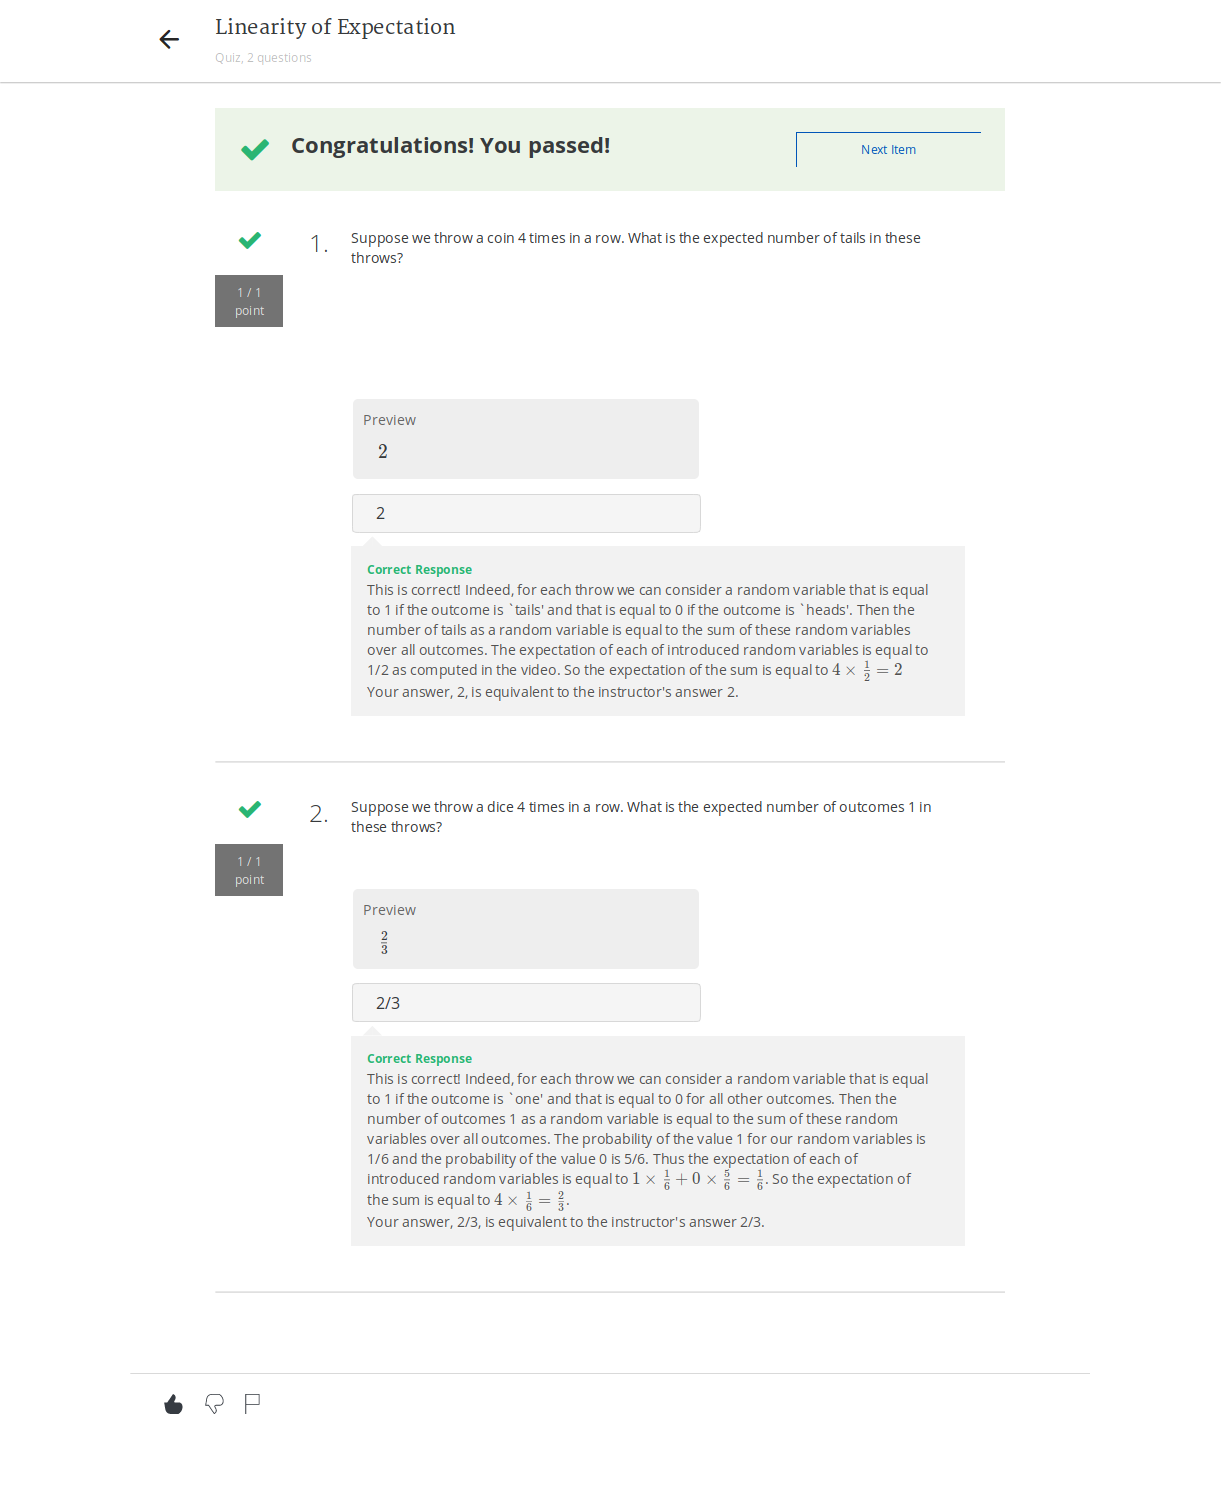 Linearity of Expectation
Quiz, 2 questions
Congratulations! You passed!
Next Item
1.
Suppose we throw a coin 4 times in a row. What is the expected number of tails in these
throws?
1 / 1
point
Preview
2
2
Correct Response
This is correct! Indeed, for each throw we can consider a random variable that is equal
to 1 if the outcome is `tails' and that is equal to 0 if the outcome is `heads'. Then the
number of tails as a random variable is equal to the sum of these random variables
over all outcomes. The expectation of each of introduced random variables is equal to
1/2 as computed in the video. So the expectation of the sum is equal to 4 × 1/2 = 2
Your answer, 2, is equivalent to the instructor's answer 2.
2.
Suppose we throw a dice 4 times in a row. What is the expected number of outcomes 1 in
these throws?
1 / 1
point
Preview
2/3
2/3
Correct Response
This is correct! Indeed, for each throw we can consider a random variable that is equal
to 1 if the outcome is `one' and that is equal to 0 for all other outcomes. Then the
number of outcomes 1 as a random variable is equal to the sum of these random
variables over all outcomes. The probability of the value 1 for our random variables is
1/6 and the probability of the value 0 is 5/6. Thus the expectation of each of
introduced random variables is equal to 1 × 1/6 + 0 × 5/6 = 1/6. So the expectation of
the sum is equal to 4 × 1/6 = 2/3.
Your answer, 2/3, is equivalent to the instructor's answer 2/3.